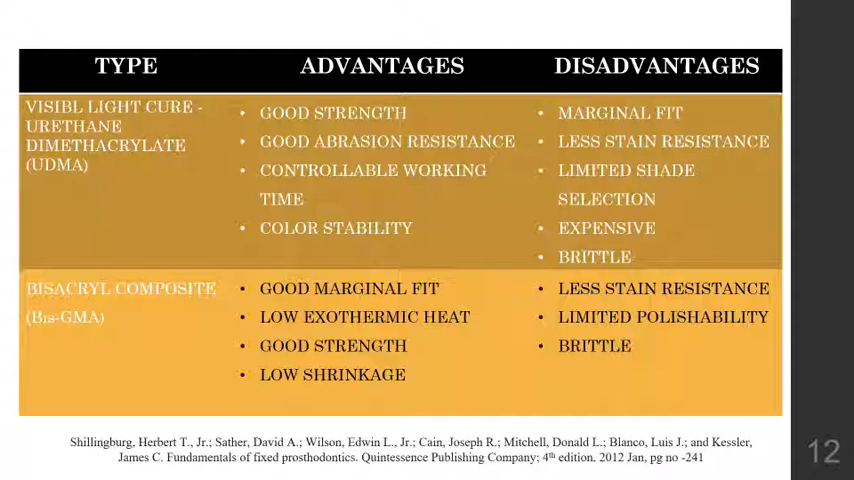 TYPE ADVANTAGES DISADVANTAGES
VISIBL LIGHT CURE -
URETHANE
DIMETHACRYLATE
(UDMA)
• GOOD STRENGTH
• GOOD ABRASION RESISTANCE
• CONTROLLABLE WORKING
TIME
• COLOR STABILITY
• MARGINAL FIT
• LESS STAIN RESISTANCE
• LIMITED SHADE
SELECTION
• EXPENSIVE
• BRITTLE
BISACRYL COMPOSITE
(Bis-GMA)
• GOOD MARGINAL FIT
• LOW EXOTHERMIC HEAT
• GOOD STRENGTH
• LOW SHRINKAGE
• LESS STAIN RESISTANCE
• LIMITED POLISHABILITY
• BRITTLE
Shillingburg, Herbert T., Jr.; Sather, David A.; Wilson, Edwin L., Jr.; Cain, Joseph R.; Mitchell, Donald L.; Blanco, Luis J.; and Kessler,
James C. Fundamentals of fixed prosthodontics. Quintessence Publishing Company; 4th edition. 2012 Jan, pg no -241
12